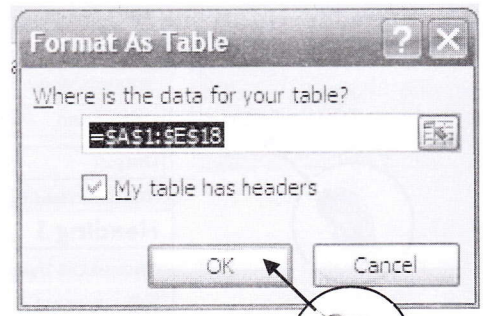 Format As Table
Where is the data for your table?
=$A$1:$E$18
My table has headers
OK
Cancel